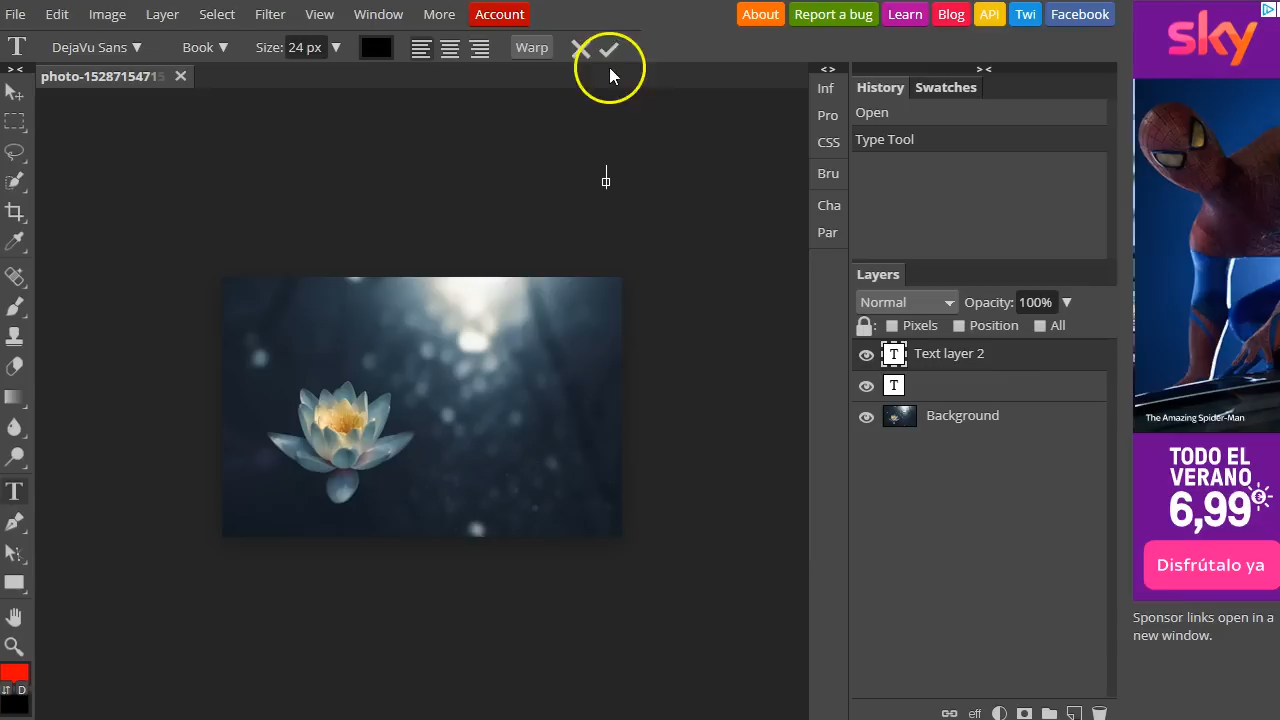 File Edit Image Layer Select Filter View Window More Account About Report a bug Learn Blog API Twi Facebook
T DejaVu Sans ▼ Book ▼ Size: 24 px ▼ Warp
> < < > > <
photo-15287154715 ✕
Inf
Pro
CSS
Bru
Cha
Par
History Swatches
Open
Type Tool
Layers
Normal Opacity: 100% ▼
Pixels Position All
T Text layer 2
T
Background
T
D
eff
sky
The Amazing Spider-Man
TODO EL
VERANO
6,99
Disfrútalo ya
Sponsor links open in a
new window.